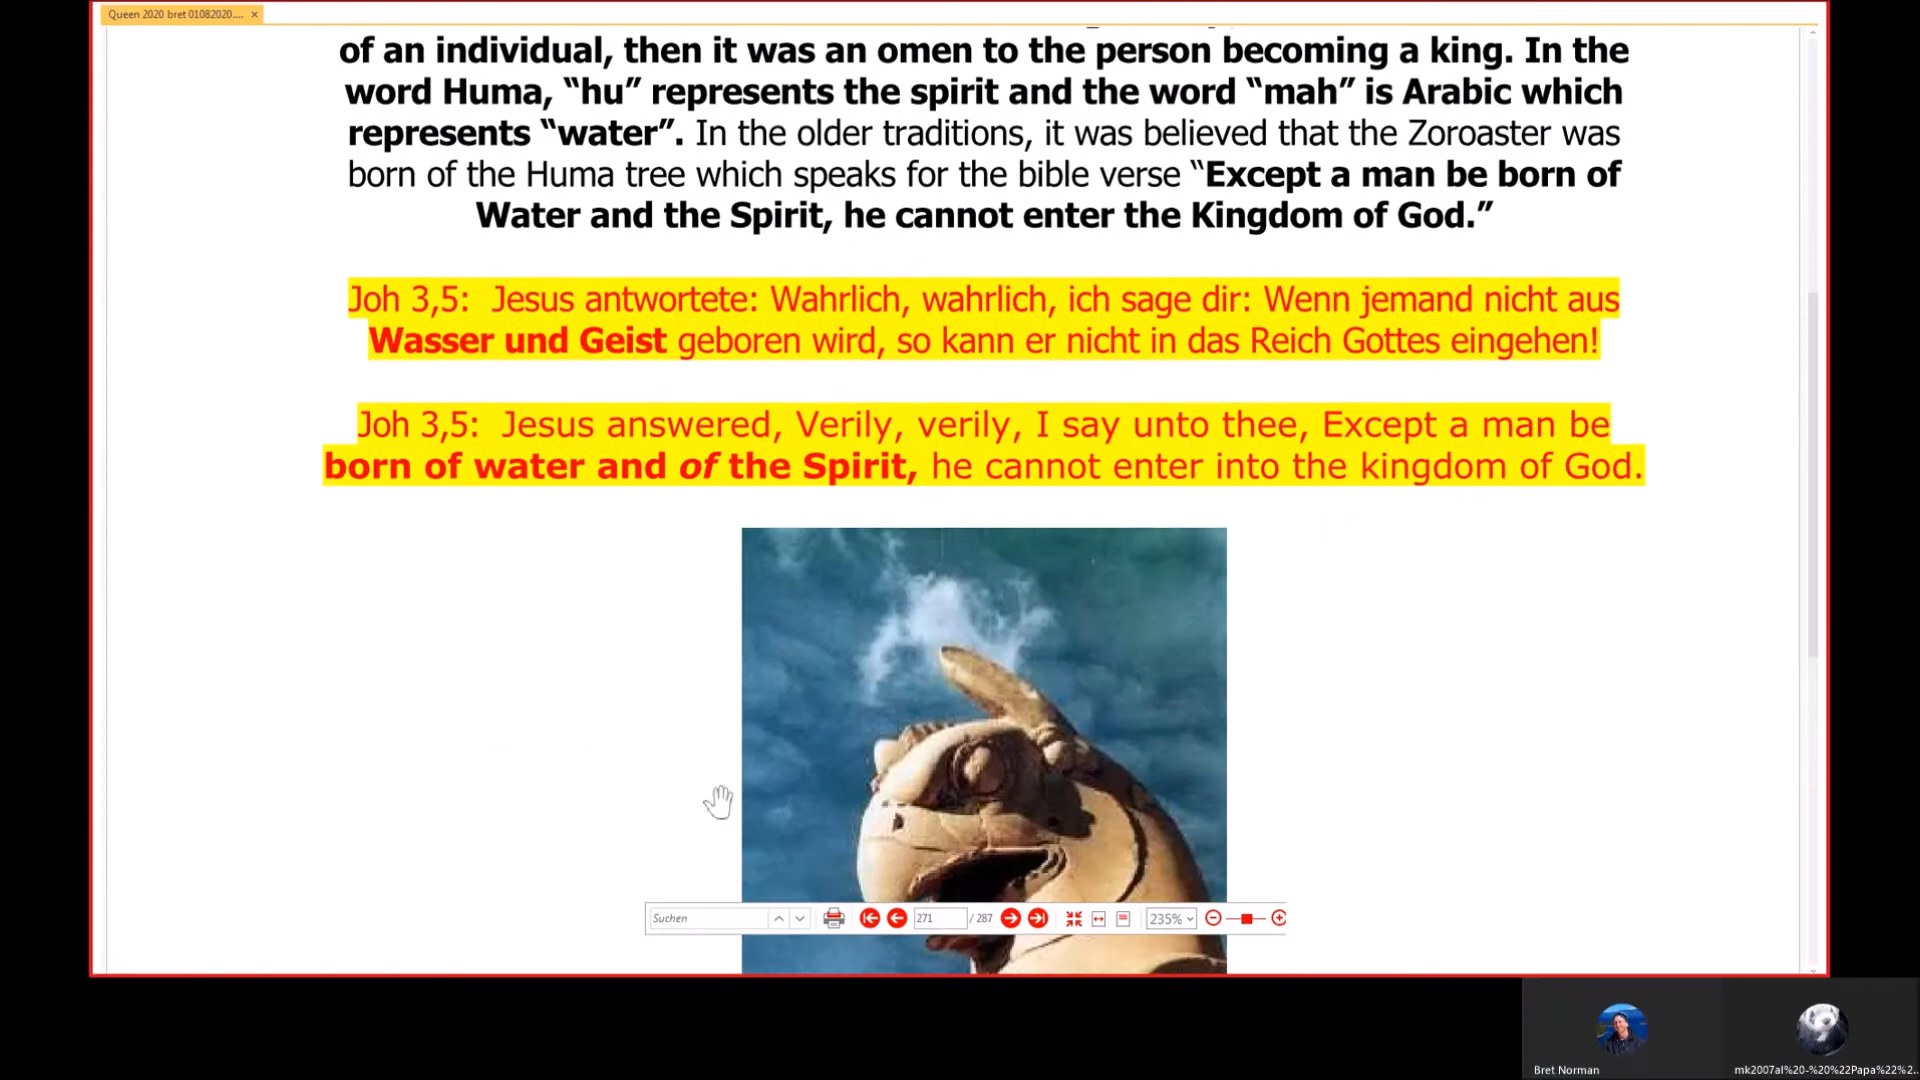 Queen 2020 bret 01082020....
of an individual, then it was an omen to the person becoming a king. In the
word Huma, “hu” represents the spirit and the word “mah” is Arabic which
represents “water”. In the older traditions, it was believed that the Zoroaster was
born of the Huma tree which speaks for the bible verse “Except a man be born of
Water and the Spirit, he cannot enter the Kingdom of God.”
Joh 3,5: Jesus antwortete: Wahrlich, wahrlich, ich sage dir: Wenn jemand nicht aus
Wasser und Geist geboren wird, so kann er nicht in das Reich Gottes eingehen!
Joh 3,5: Jesus answered, Verily, verily, I say unto thee, Except a man be
born of water and of the Spirit, he cannot enter into the kingdom of God.
Suchen 271 / 287 235%
Bret Norman
mk2007al%20-%20%22Papa%22%2...